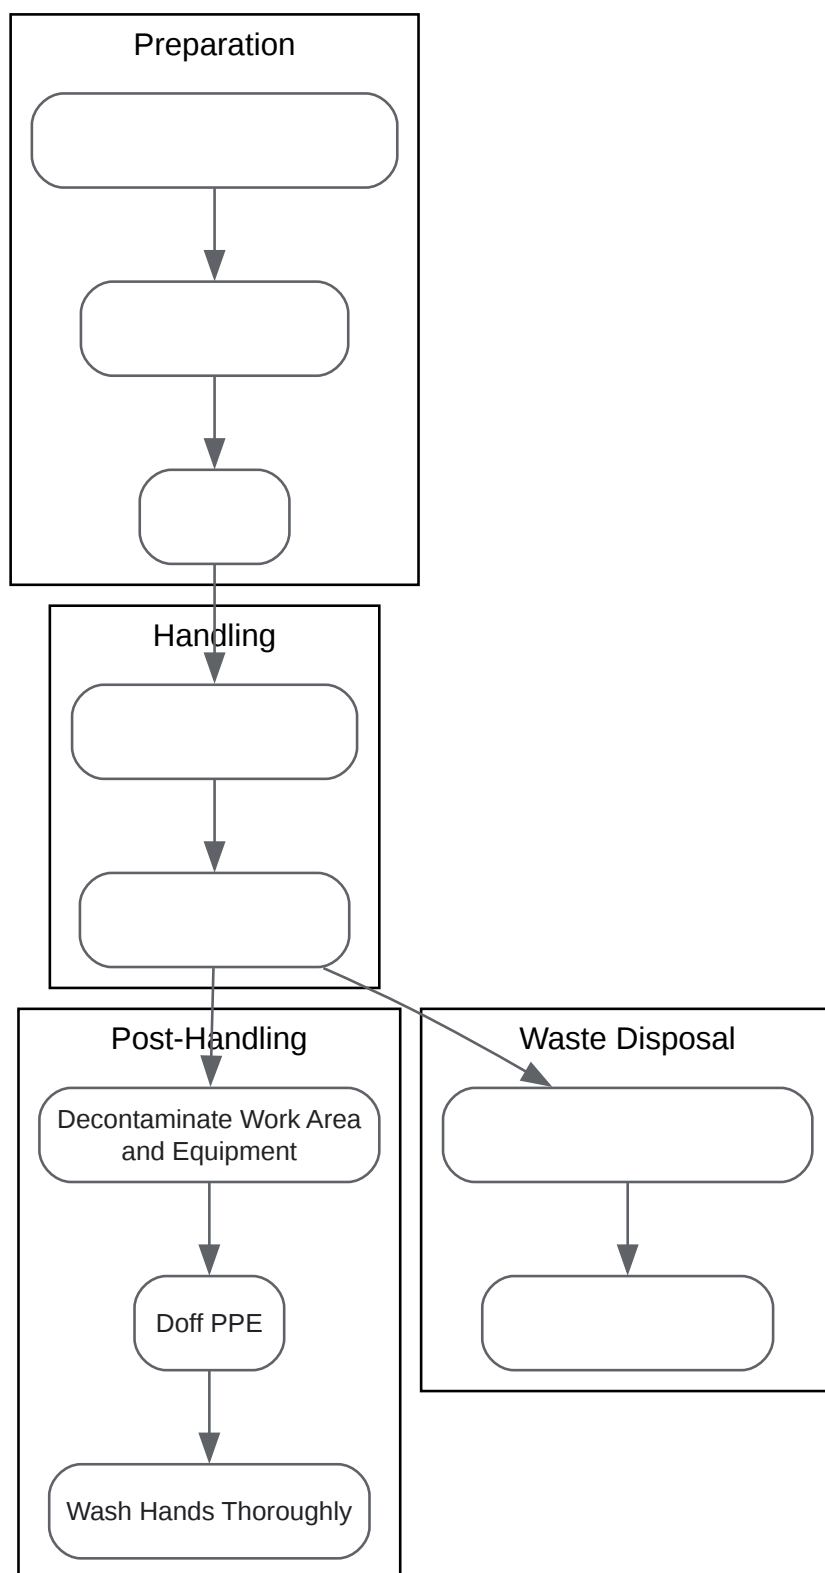 Preparation
Handling
Post-Handling
Waste Disposal
Decontaminate Work Area
and Equipment
Doff PPE
Wash Hands Thoroughly